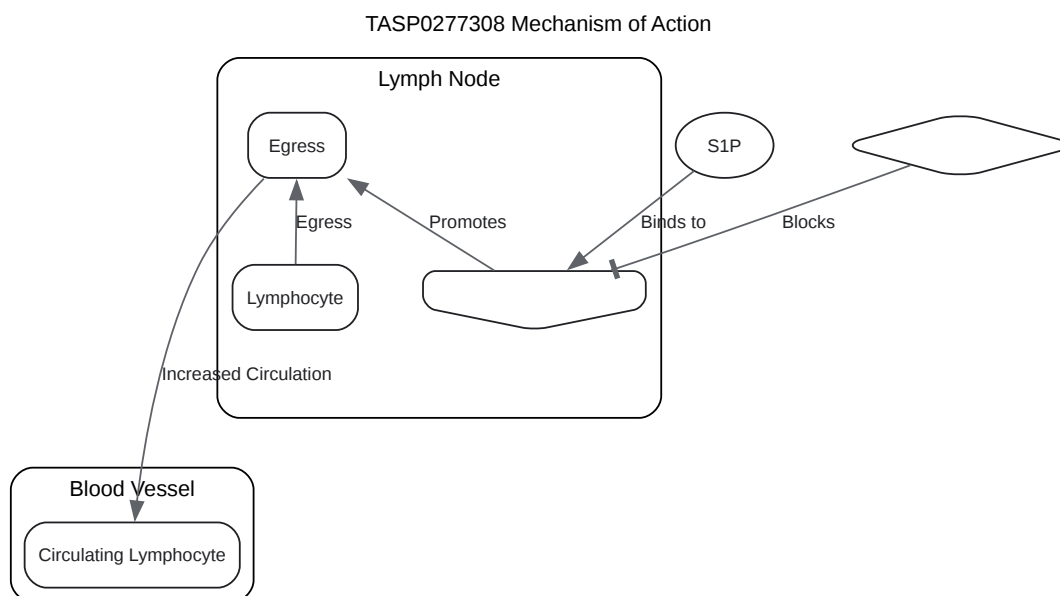 TASP0277308 Mechanism of Action
Lymph Node
Egress
S1P
Egress
Promotes
Binds to
Blocks
Lymphocyte
Increased Circulation
Blood Vessel
Circulating Lymphocyte